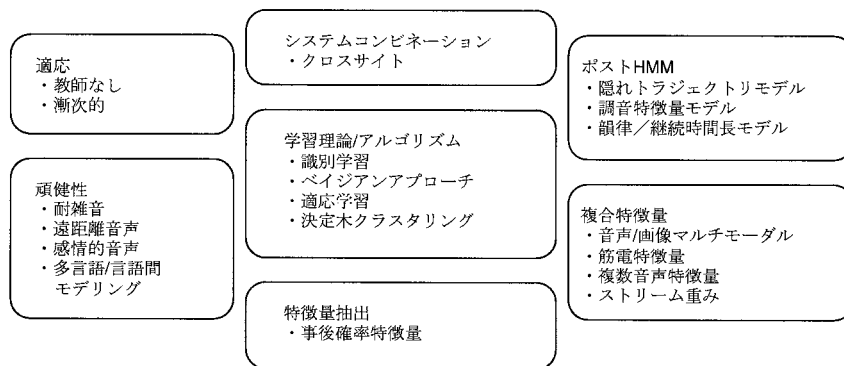 適応
・教師なし
・漸次的
頑健性
・耐雑音
・遠距離音声
・感情的音声
・多言語/言語間
モデリング
システムコンビネーション
・クロスサイト
学習理論/アルゴリズム
・識別学習
・ベイジアンアプローチ
・適応学習
・決定木クラスタリング
特徴量抽出
・事後確率特徴量
ポストHMM
・隠れトラジェクトリモデル
・調音特徴量モデル
・韻律／継続時間長モデル
複合特徴量
・音声/画像マルチモーダル
・筋電特徴量
・複数音声特徴量
・ストリーム重み